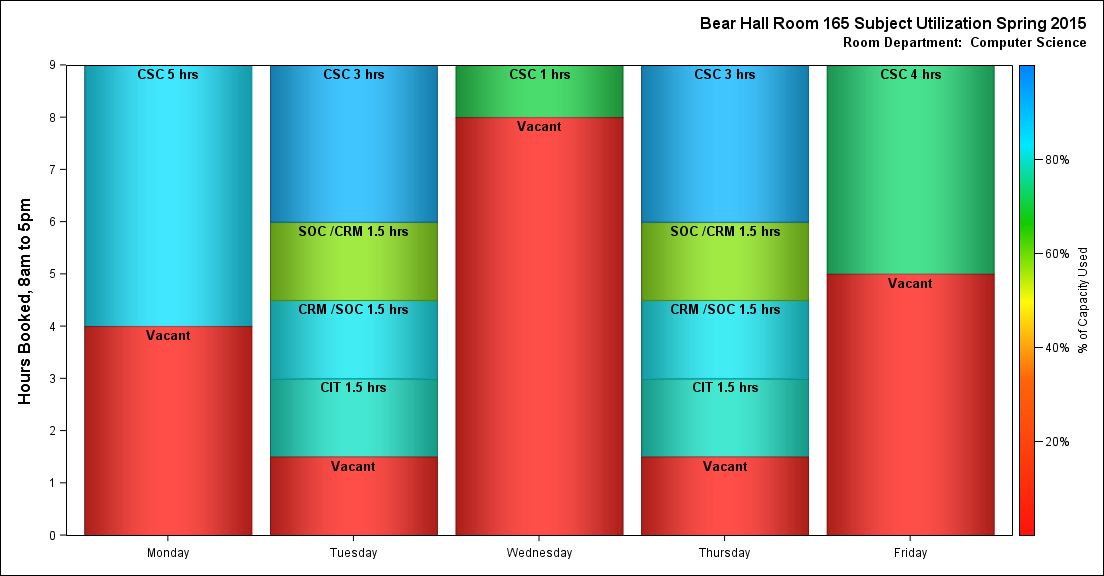 Bear Hall Room 165 Subject Utilization Spring 2015
Room Department:  Computer Science
Hours Booked, 8am to 5pm
9
8
7
6
5
4
3
2
1
0
CSC 5 hrs
Vacant
CSC 3 hrs
SOC /CRM 1.5 hrs
CRM /SOC 1.5 hrs
CIT 1.5 hrs
Vacant
CSC 1 hrs
Vacant
CSC 3 hrs
SOC /CRM 1.5 hrs
CRM /SOC 1.5 hrs
CIT 1.5 hrs
Vacant
CSC 4 hrs
Vacant
Monday
Tuesday
Wednesday
Thursday
Friday
80%
60%
40%
20%
% of Capacity Used